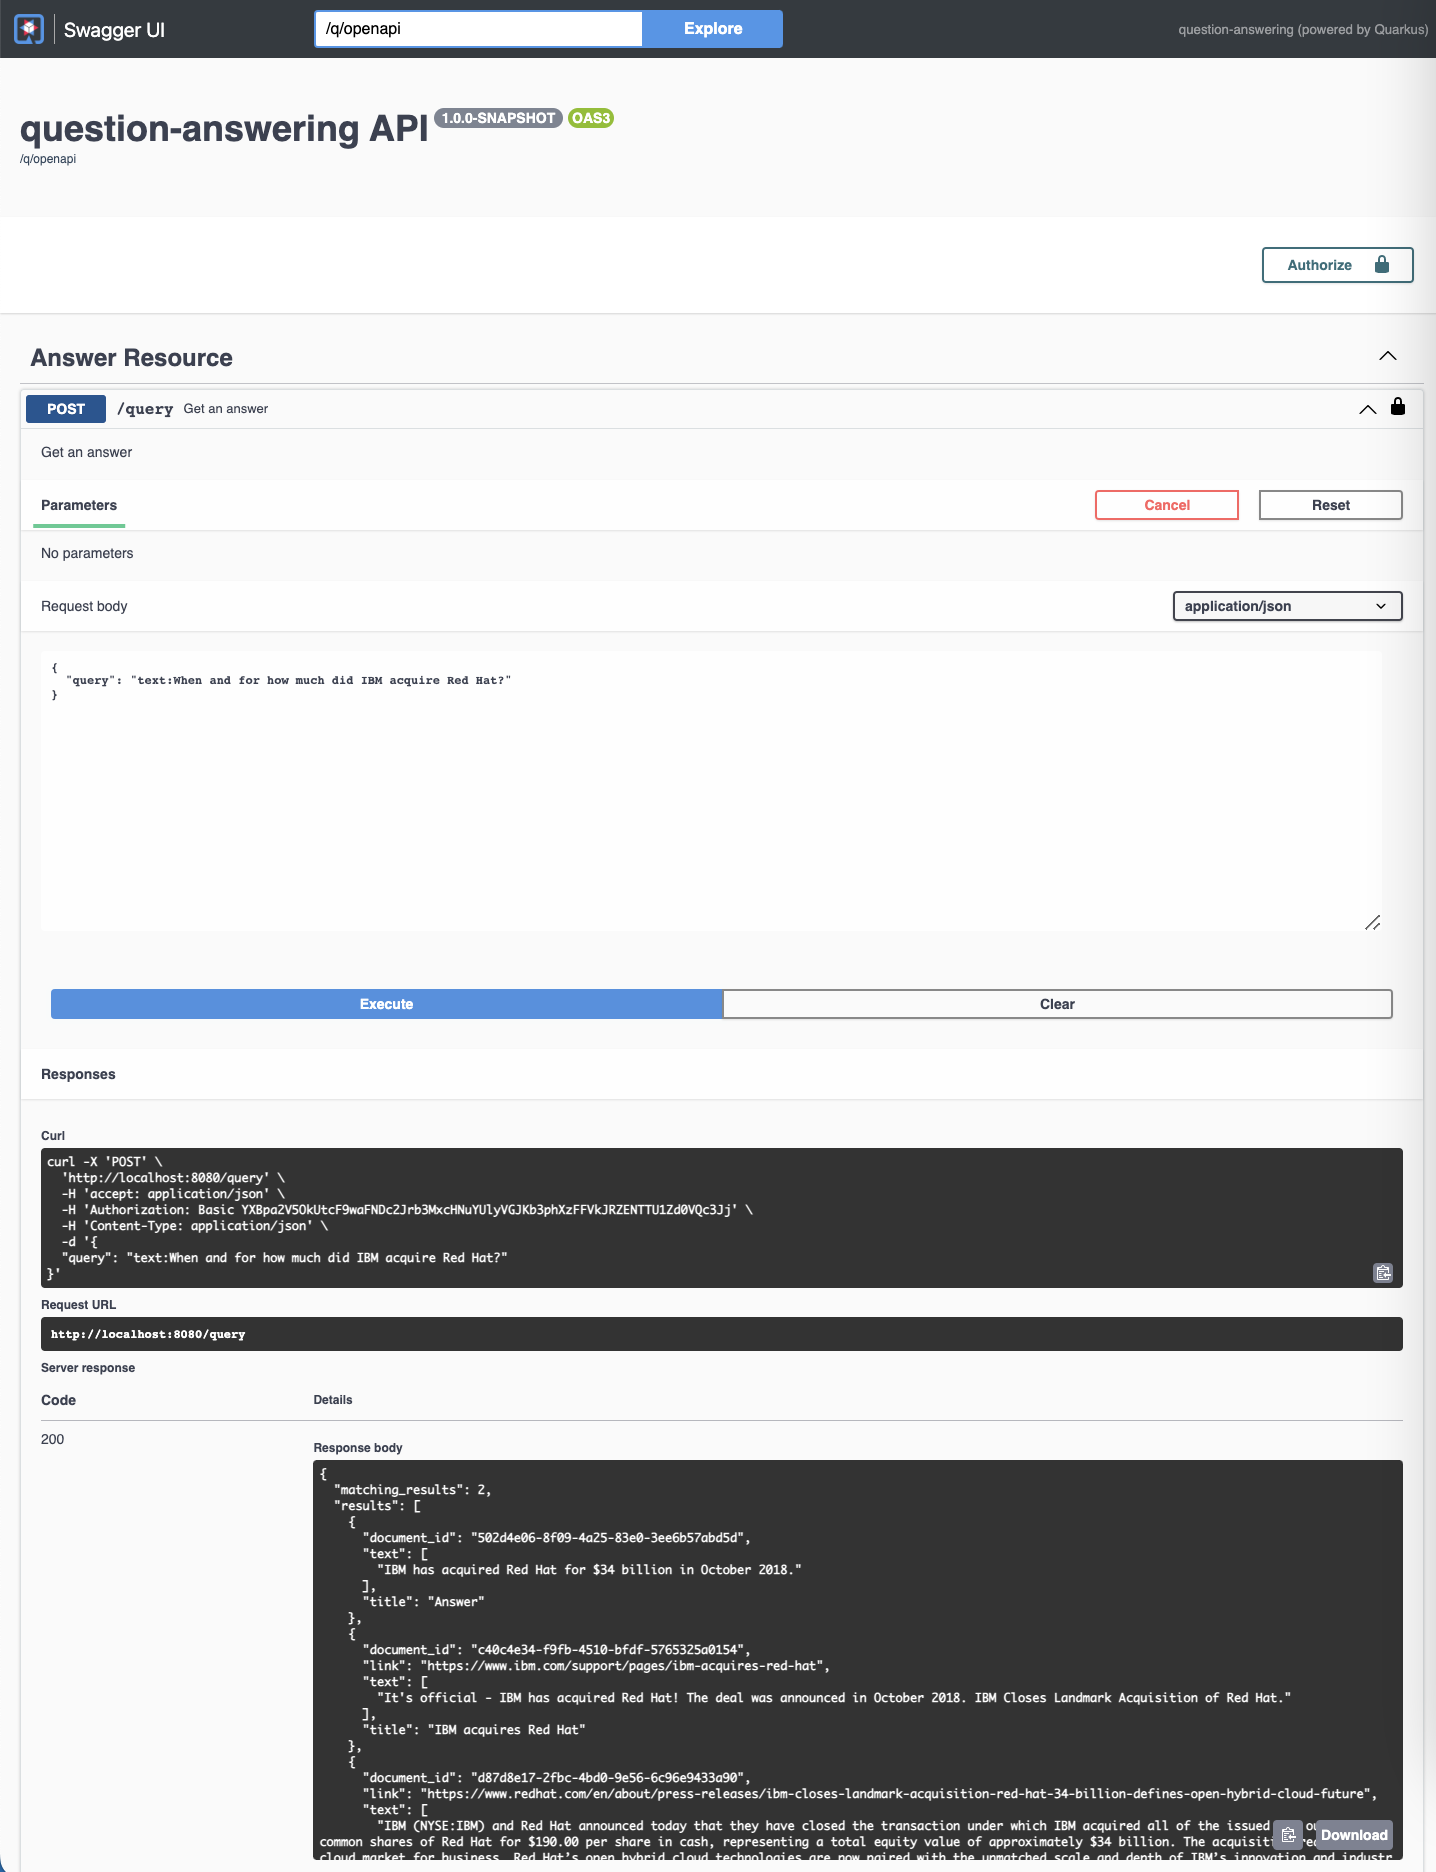 Swagger UI
/q/openapi
Explore
question-answering (powered by Quarkus)
question-answering API 1.0.0-SNAPSHOT OAS3
/q/openapi
Authorize
Answer Resource
POST /query Get an answer
Get an answer
Parameters
Cancel
Reset
No parameters
Request body
application/json
{
"query": "text:When and for how much did IBM acquire Red Hat?"
}
Execute
Clear
Responses
Curl
curl -X 'POST' \
'http://localhost:8080/query' \
-H 'accept: application/json' \
-H 'Authorization: Basic YXBpa2V5OkUtcF9waFNDc2Jrb3MxcHNuYUlyVGJKb3phXzFFVkJRZENTTU1Zd0VQc3Jj' \
-H 'Content-Type: application/json' \
-d '{
"query": "text:When and for how much did IBM acquire Red Hat?"
}'
Request URL
http://localhost:8080/query
Server response
Code Details
200
Response body
{
"matching_results": 2,
"results": [
{
"document_id": "502d4e06-8f09-4a25-83e0-3ee6b57abd5d",
"text": [
"IBM has acquired Red Hat for $34 billion in October 2018."
],
"title": "Answer"
},
{
"document_id": "c40c4e34-f9fb-4510-bfdf-5765325a0154",
"link": "https://www.ibm.com/support/pages/ibm-acquires-red-hat",
"text": [
"It's official - IBM has acquired Red Hat! The deal was announced in October 2018. IBM Closes Landmark Acquisition of Red Hat."
],
"title": "IBM acquires Red Hat"
},
{
"document_id": "d87d8e17-2fbc-4bd0-9e56-6c96e9433a90",
"link": "https://www.redhat.com/en/about/press-releases/ibm-closes-landmark-acquisition-red-hat-34-billion-defines-open-hybrid-cloud-future",
"text": [
"IBM (NYSE:IBM) and Red Hat announced today that they have closed the transaction under which IBM acquired all of the issued
common shares of Red Hat for $190.00 per share in cash, representing a total equity value of approximately $34 billion. The
cloud market for business. Red Hat's open hybrid cloud technologies are now paired with the unmatched scale and depth of IBM's innovation and
Download